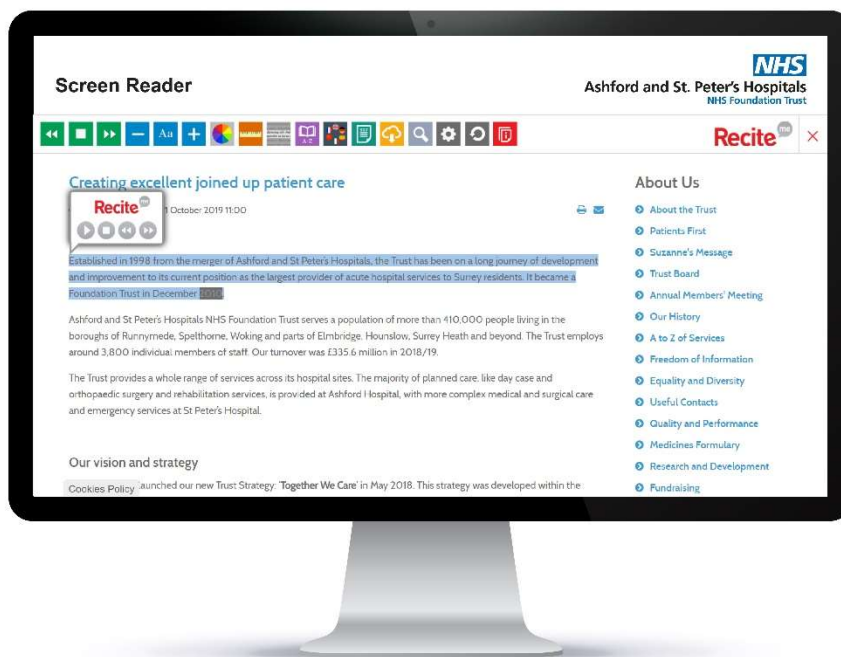 Screen Reader
NHS
Ashford and St. Peter's Hospitals
NHS Foundation Trust
Aa
A-Z
Recite me
Creating excellent joined up patient care
October 2019 11:00
Recite me
Established in 1998 from the merger of Ashford and St Peter's Hospitals, the Trust has been on a long journey of development
and improvement to its current position as the largest provider of acute hospital services to Surrey residents. It became a
Foundation Trust in December 2010.
Ashford and St Peter's Hospitals NHS Foundation Trust serves a population of more than 410,000 people living in the
boroughs of Runnymede, Spelthorne, Woking and parts of Elmbridge, Hounslow, Surrey Heath and beyond. The Trust employs
around 3,800 individual members of staff. Our turnover was £335.6 million in 2018/19.
The Trust provides a whole range of services across its hospital sites. The majority of planned care, like day case and
orthopaedic surgery and rehabilitation services, is provided at Ashford Hospital, with more complex medical and surgical care
and emergency services at St Peter's Hospital.
Our vision and strategy
Cookies Policy launched our new Trust Strategy: 'Together We Care' in May 2018. This strategy was developed within the
About Us
About the Trust
Patients First
Suzanne's Message
Trust Board
Annual Members' Meeting
Our History
A to Z of Services
Freedom of Information
Equality and Diversity
Useful Contacts
Quality and Performance
Medicines Formulary
Research and Development
Fundraising